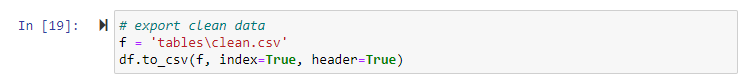 In [19]: # export clean data
f = 'tables\clean.csv'
df.to_csv(f, index=True, header=True)